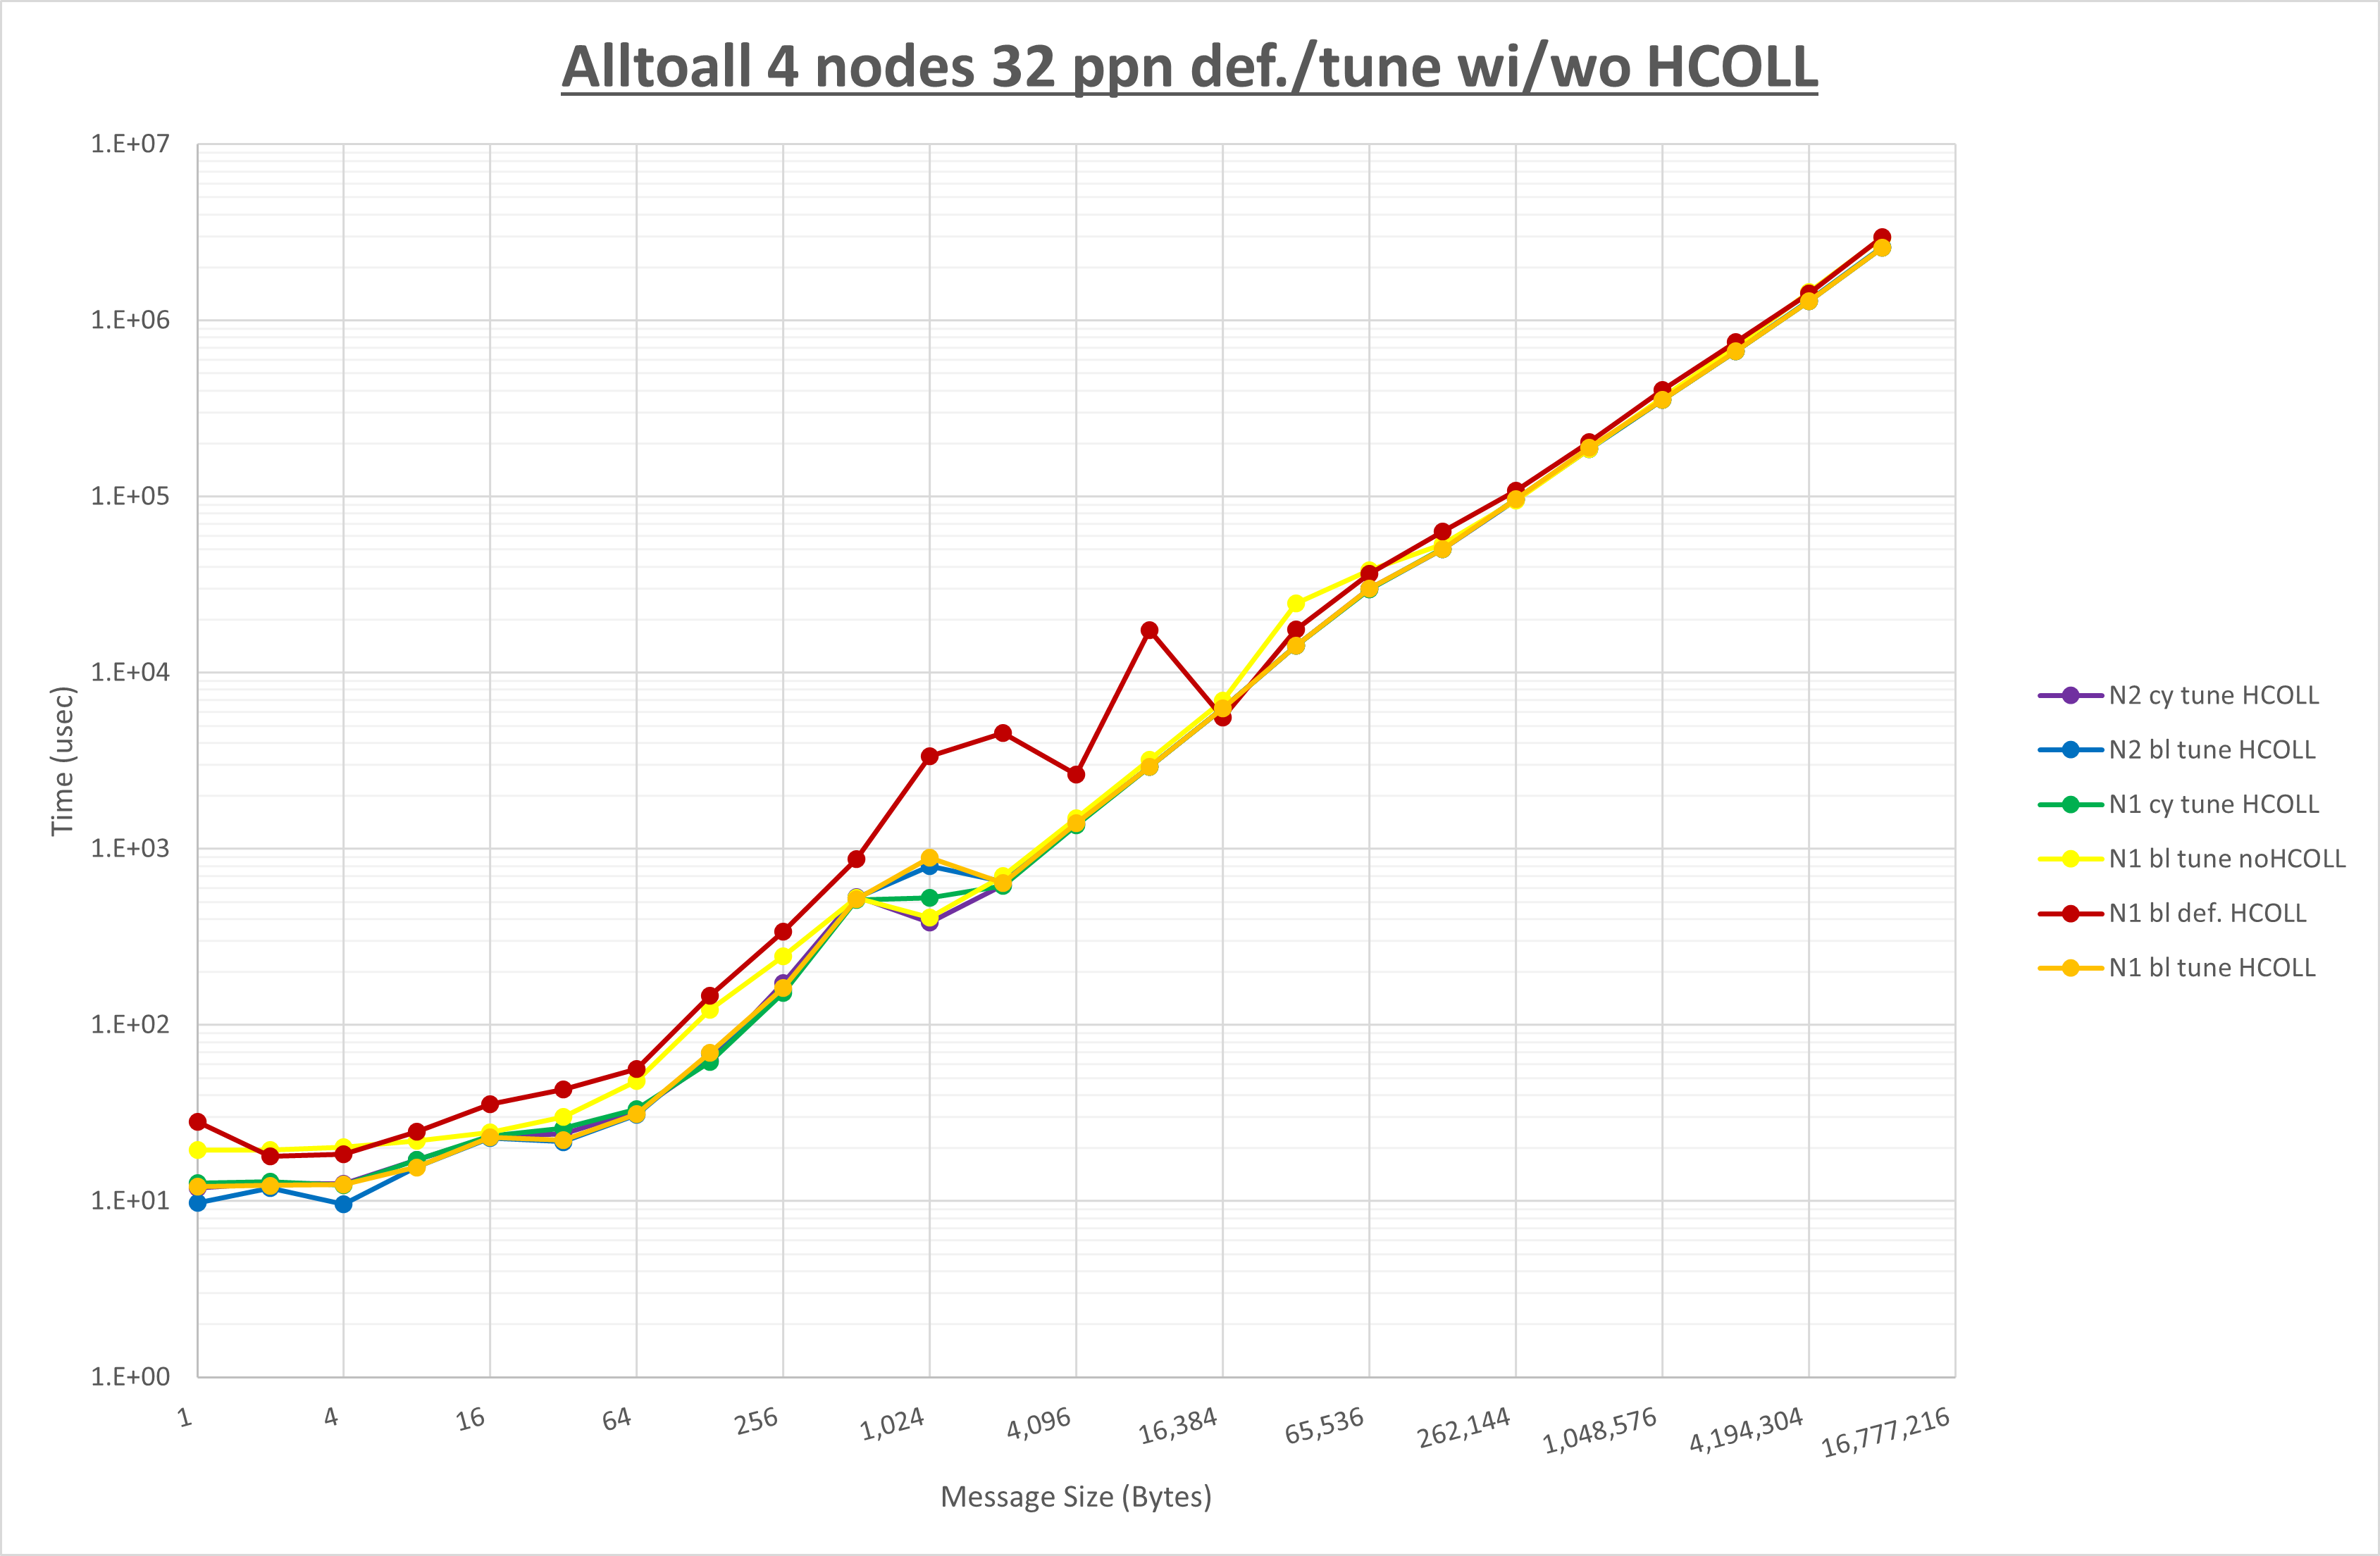 Alltoall 4 nodes 32 ppn def./tune wi/wo HCOLL
1.E+07
1.E+06
1.E+05
1.E+04
1.E+03
1.E+02
1.E+01
1.E+00
Time (usec)
1 4 16 64 256 1,024 4,096 16,384 65,536 262,144 1,048,576 4,194,304 16,777,216
Message Size (Bytes)
N2 cy tune HCOLL
N2 bl tune HCOLL
N1 cy tune HCOLL
N1 bl tune noHCOLL
N1 bl def. HCOLL
N1 bl tune HCOLL